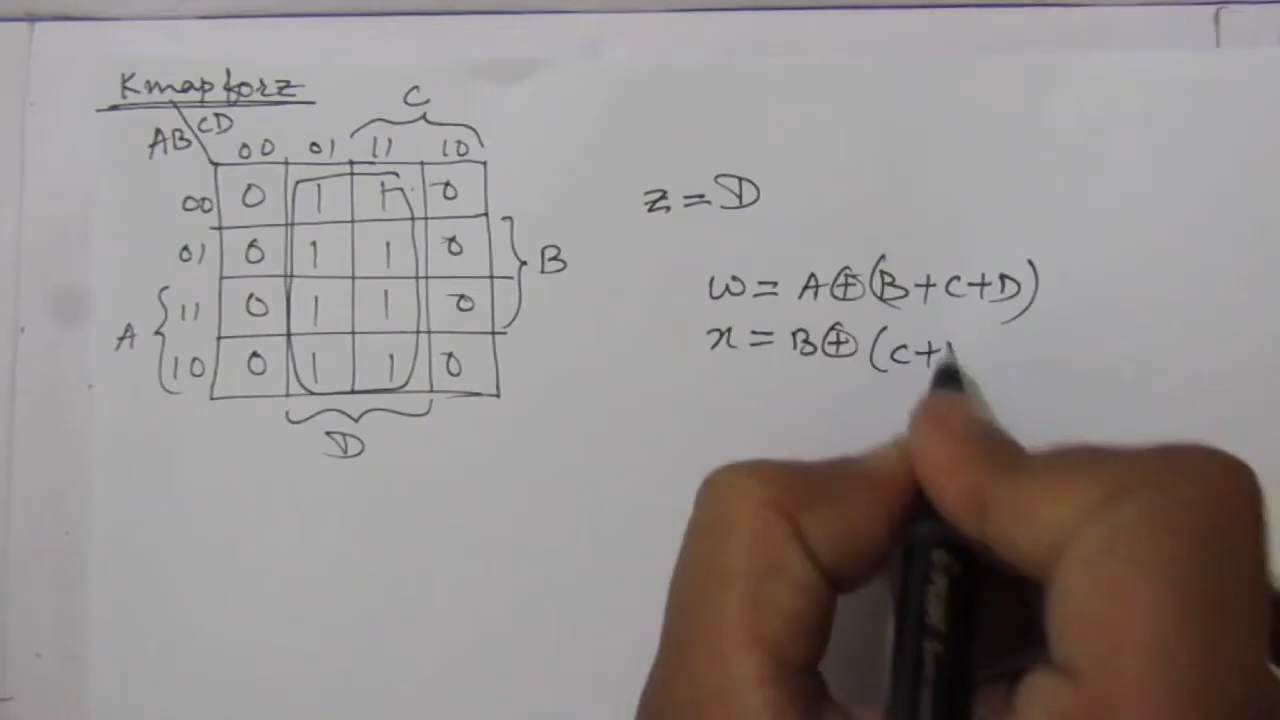 Kmap for z
C
AB\CD 00 01 11 10
00 0 1 1 0
01 0 1 1 0
11 0 1 1 0
10 0 1 1 0
A
B
D
z = D
w = A⊕(B+C+D)
x = B⊕(C+